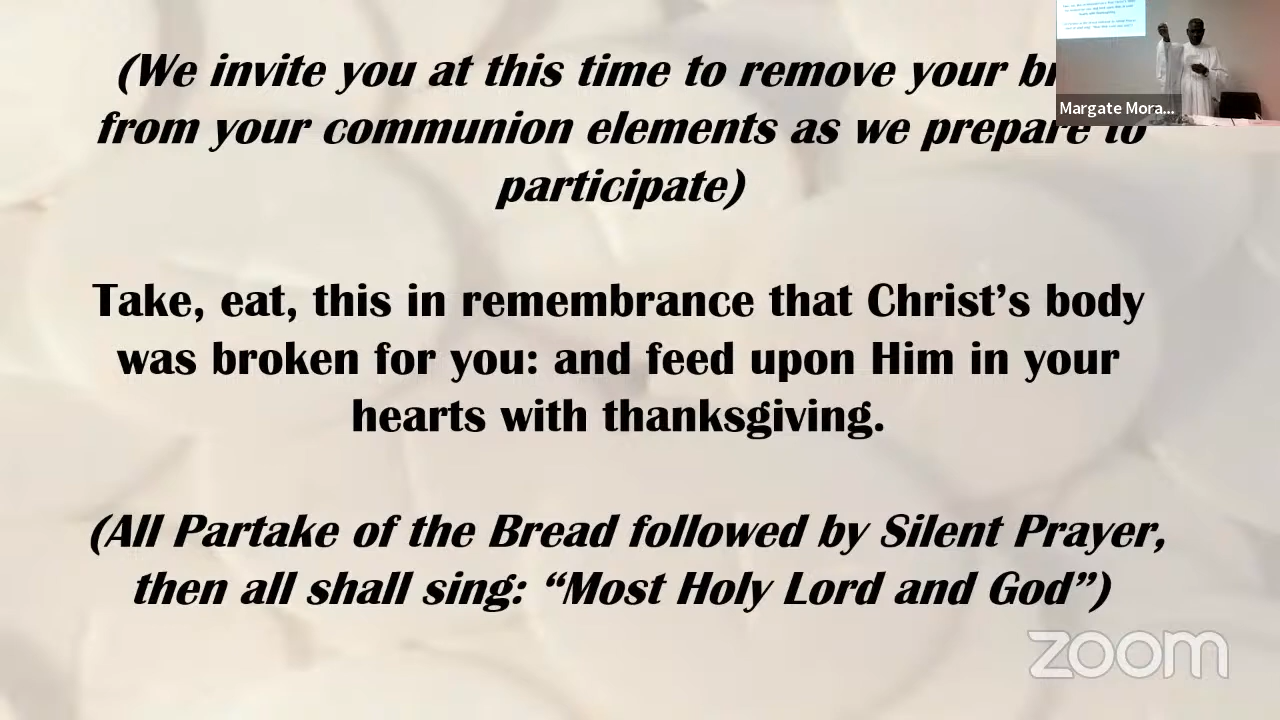 (We invite you at this time to remove your
from your communion elements as we prepare to
participate)
Take, eat, this in remembrance that Christ’s body
was broken for you: and feed upon Him in your
hearts with thanksgiving.
(All Partake of the Bread followed by Silent Prayer,
then all shall sing: “Most Holy Lord and God”)
Margate Mora...
zoom